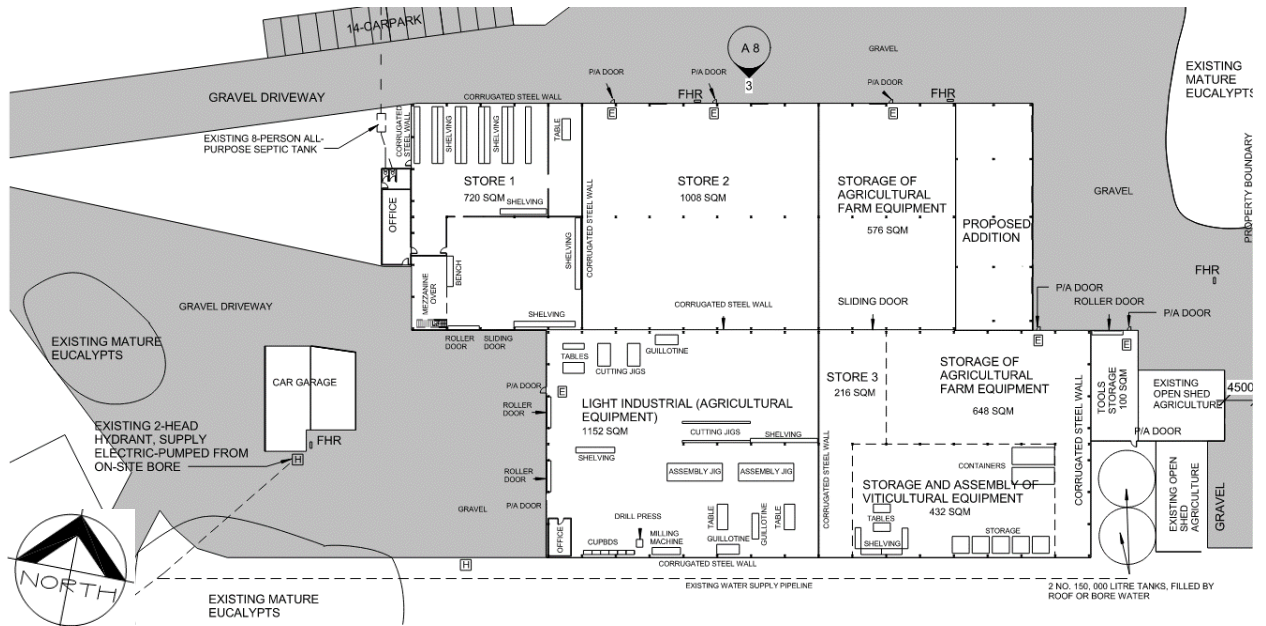 14-CARPARK
A 8
3
GRAVEL
EXISTING
MATURE
EUCALYPTS
P/A DOOR
P/A DOOR
P/A DOOR
FHR
FHR
GRAVEL DRIVEWAY
CORRUGATED STEEL WALL
EXISTING 8-PERSON ALL-
PURPOSE SEPTIC TANK
CORRUGATED
STEEL WALL
SHELVING
SHELVING
TABLE
E
E
E
STORE 1
720 SQM
STORE 2
1008 SQM
STORAGE OF
AGRICULTURAL
FARM EQUIPMENT
576 SQM
PROPOSED
ADDITION
GRAVEL
PROPERTY BOUNDARY
OFFICE
SHELVING
SHELVING
CORRUGATED STEEL WALL
BENCH
MEZZANINE
OVER
FHR
GRAVEL DRIVEWAY
SHELVING
CORRUGATED STEEL WALL
SLIDING DOOR
P/A DOOR
ROLLER DOOR
P/A DOOR
EXISTING MATURE
EUCALYPTS
ROLLER
DOOR
SLIDING
DOOR
TABLES
CUTTING JIGS
GUILLOTINE
E
E
CAR GARAGE
P/A DOOR
E
ROLLER
DOOR
LIGHT INDUSTRIAL (AGRICULTURAL
EQUIPMENT)
1152 SQM
STORE 3
216 SQM
STORAGE OF
AGRICULTURAL
FARM EQUIPMENT
648 SQM
TOOLS
STORAGE
100 SQM
EXISTING
OPEN SHED
AGRICULTURE
4500
P/A DOOR
EXISTING 2-HEAD
HYDRANT, SUPPLY
ELECTRIC-PUMPED FROM
ON-SITE BORE
FHR
H
CUTTING JIGS
SHELVING
SHELVING
CORRUGATED STEEL WALL
CORRUGATED STEEL WALL
ROLLER
DOOR
ASSEMBLY JIG
ASSEMBLY JIG
CONTAINERS
STORAGE AND ASSEMBLY OF
VITICULTURAL EQUIPMENT
432 SQM
EXISTING OPEN
SHED
AGRICULTURE
GRAVEL
P/A DOOR
GRAVEL
OFFICE
DRILL PRESS
TABLE
GUILLOTINE
TABLE
TABLES
STORAGE
CUPBDS
MILLING
MACHINE
GUILLOTINE
SHELVING
H
CORRUGATED STEEL WALL
EXISTING WATER SUPPLY PIPELINE
2 NO. 150, 000 LITRE TANKS, FILLED BY
ROOF OR BORE WATER
NORTH
EXISTING MATURE
EUCALYPTS